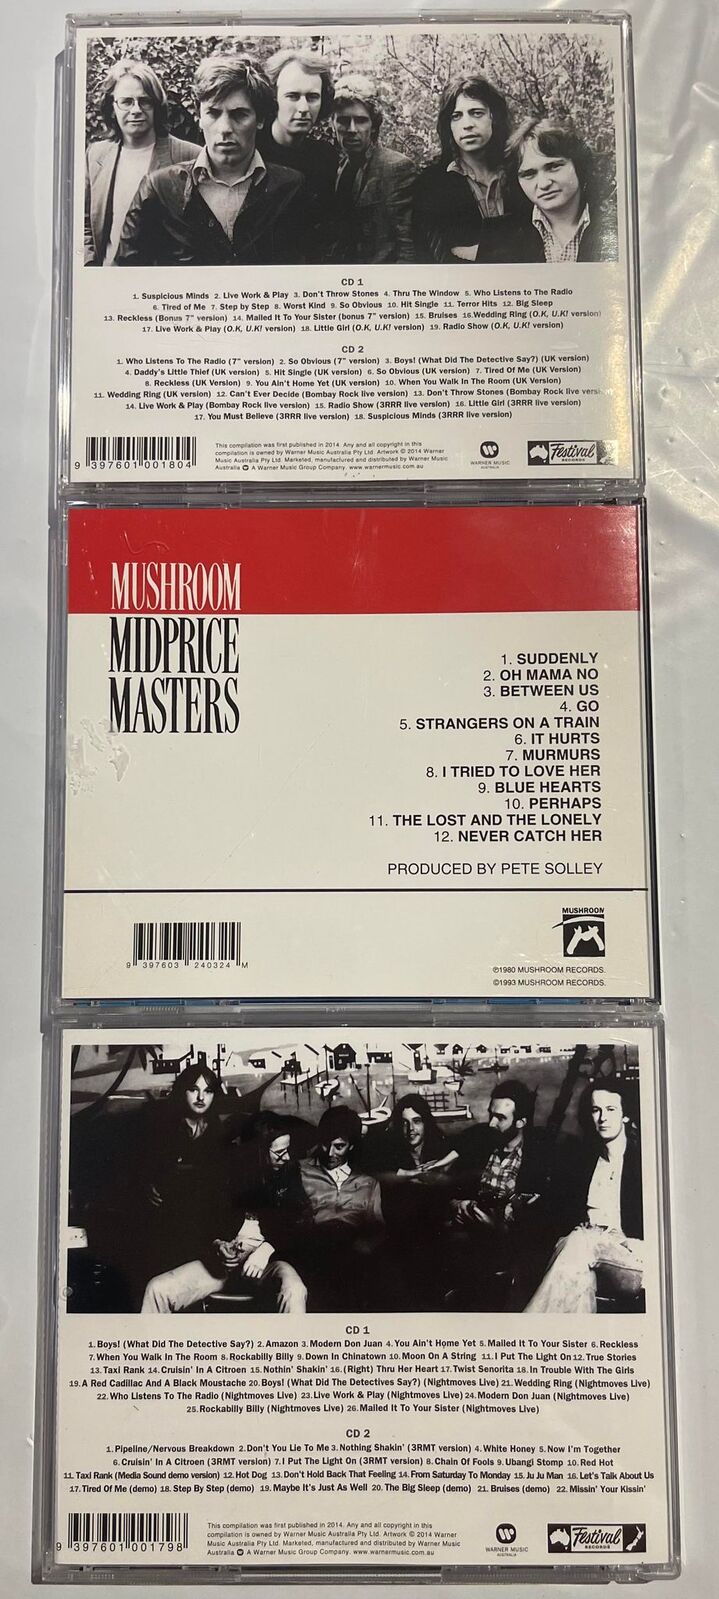 CD 1
1. Suspicious Minds 2. Live Work & Play 3. Don't Throw Stones 4. Thru The Window 5. Who Listens to The Radio
6. Tired of Me 7. Step by Step 8. Worst Kind 9. So Obvious 10. Hit Single 11. Terror Hits 12. Big Sleep
13. Reckless (Bonus 7" version) 14. Mailed It To Your Sister (bonus 7" version) 15. Bruises 16.Wedding Ring (O.K, U.K! version)
17. Live Work & Play (O.K, U.K! version) 18. Little Girl (O.K, U.K! version) 19. Radio Show (O.K, U.K! version)
CD 2
1. Who Listens To The Radio (7" version) 2. So Obvious (7" version) 3. Boys! (What Did The Detective Say?) (UK version)
4. Daddy's Little Thief (UK version) 5. Hit Single (UK version) 6. So Obvious (UK version) 7. Tired Of Me (UK version)
8. Reckless (UK Version) 9. You Ain't Home Yet (UK version) 10. When You Walk In The Room (UK Version)
11. Wedding Ring (UK version) 12. Can't Ever Decide (Bombay Rock live version) 13. Don't Throw Stones (Bombay Rock live
14. Live Work & Play (Bombay Rock live version) 15. Radio Show (3RRR live version) 16. Little Girl (3RRR live version)
17. You Must Believe (3RRR live version) 18. Suspicious Minds (3RRR live version)
9 397601 001804
This compilation was first published in 2014. Any and all copyright in this
compilation is owned by Warner Music Australia Pty Ltd. Artwork © 2014 Warner
Music Australia Pty Ltd. Marketed, manufactured and distributed by Warner Music
Australia A Warner Music Group Company. www.warnermusic.com.au
WARNER MUSIC
AUSTRALIA
Festival
RECORDS
MUSHROOM
MIDPRICE
MASTERS
1. SUDDENLY
2. OH MAMA NO
3. BETWEEN US
4. GO
5. STRANGERS ON A TRAIN
6. IT HURTS
7. MURMURS
8. I TRIED TO LOVE HER
9. BLUE HEARTS
10. PERHAPS
11. THE LOST AND THE LONELY
12. NEVER CATCH HER
PRODUCED BY PETE SOLLEY
9 397603 240324 M
MUSHROOM
℗1980 MUSHROOM RECORDS.
©1993 MUSHROOM RECORDS.
CD 1
1. Boys! (What Did The Detective Say?) 2. Amazon 3. Modern Don Juan 4. You Ain't Home Yet 5. Mailed It To Your Sister 6. Reckless
7. When You Walk In The Room 8. Rockabilly Billy 9. Down In Chinatown 10. Moon On A String 11. I Put The Light On 12. True Stories
13. Taxi Rank 14. Cruisin' In A Citroen 15. Nothin' Shakin' 16. (Right) Thru Her Heart 17. Twist Senorita 18. In Trouble With The Girls
19. A Red Cadillac And A Black Moustache 20. Boys! (What Did The Detectives Say?) (Nightmoves Live) 21. Wedding Ring (Nightmoves Live)
22. Who Listens To The Radio (Nightmoves Live) 23. Live Work & Play (Nightmoves Live) 24. Modern Don Juan (Nightmoves Live)
25. Rockabilly Billy (Nightmoves Live) 26. Mailed It To Your Sister (Nightmoves Live)
CD 2
1. Pipeline/Nervous Breakdown 2. Don't You Lie To Me 3. Nothing Shakin' (3RMT version) 4. White Honey 5. Now I'm Together
6. Cruisin' In A Citroen (3RMT version) 7. I Put The Light On (3RMT version) 8. Chain Of Fools 9. Ubangi Stomp 10. Red Hot
11. Taxi Rank (Media Sound demo version) 12. Hot Dog 13. Don't Hold Back That Feeling 14. From Saturday To Monday 15. Ju Ju Man 16. Let's Talk About Us
17. Tired Of Me (demo) 18. Step By Step (demo) 19. Maybe It's Just As Well 20. The Big Sleep (demo) 21. Bruises (demo) 22. Missin' Your Kissin'
9 397601 001798
This compilation was first published in 2014. Any and all copyright in this
compilation is owned by Warner Music Australia Pty Ltd. Artwork © 2014 Warner
Music Australia Pty Ltd. Marketed, manufactured and distributed by Warner Music
Australia A Warner Music Group Company. www.warnermusic.com.au
WARNER MUSIC
AUSTRALIA
Festival
RECORDS